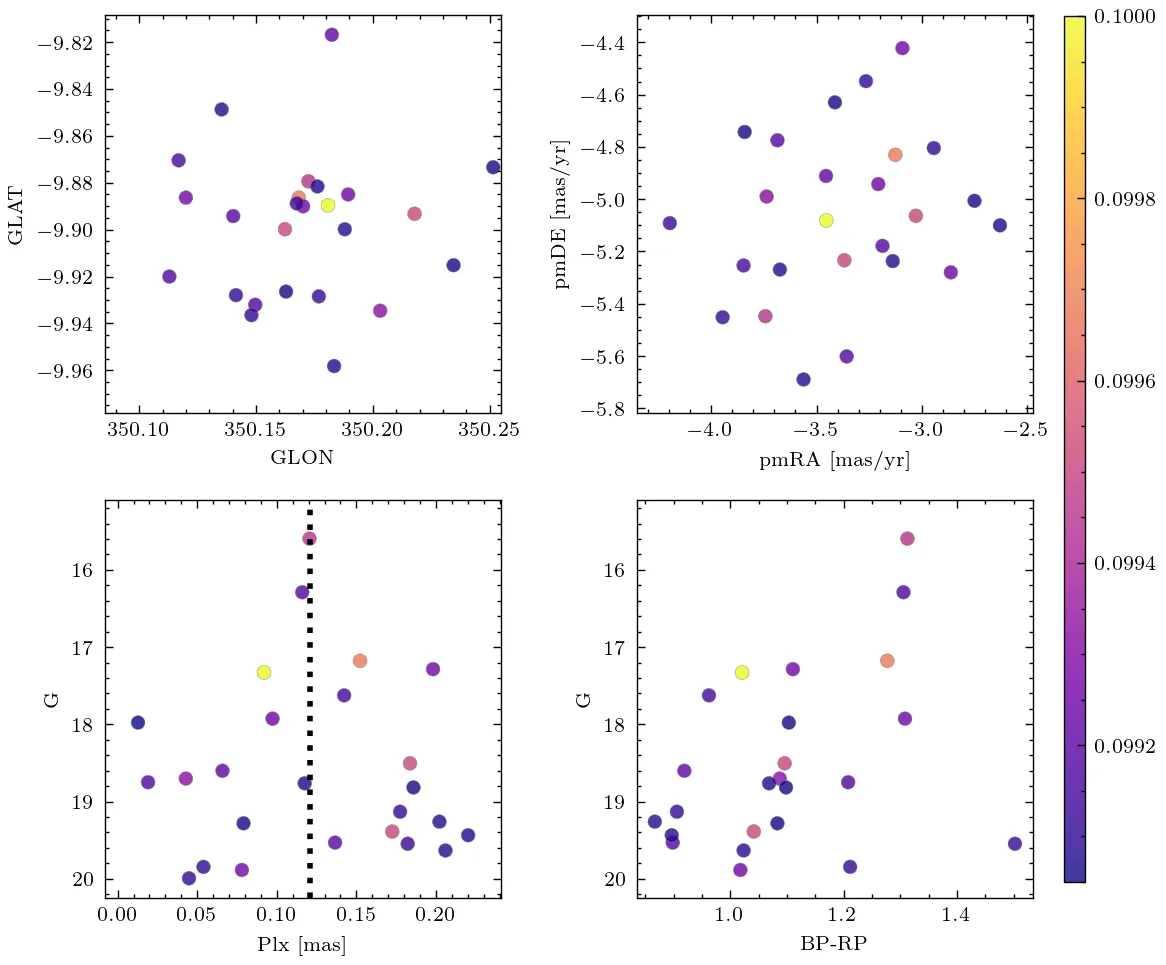 −9.82
−9.84
−9.86
−9.88
−9.90
−9.92
−9.94
−9.96
GLAT
350.10 350.15 350.20 350.25
GLON
−4.4
−4.6
−4.8
−5.0
−5.2
−5.4
−5.6
−5.8
pmDE [mas/yr]
−4.0 −3.5 −3.0 −2.5
pmRA [mas/yr]
16
17
18
19
20
G
0.00 0.05 0.10 0.15 0.20
Plx [mas]
16
17
18
19
20
G
1.0 1.2 1.4
BP-RP
0.1000
0.0998
0.0996
0.0994
0.0992